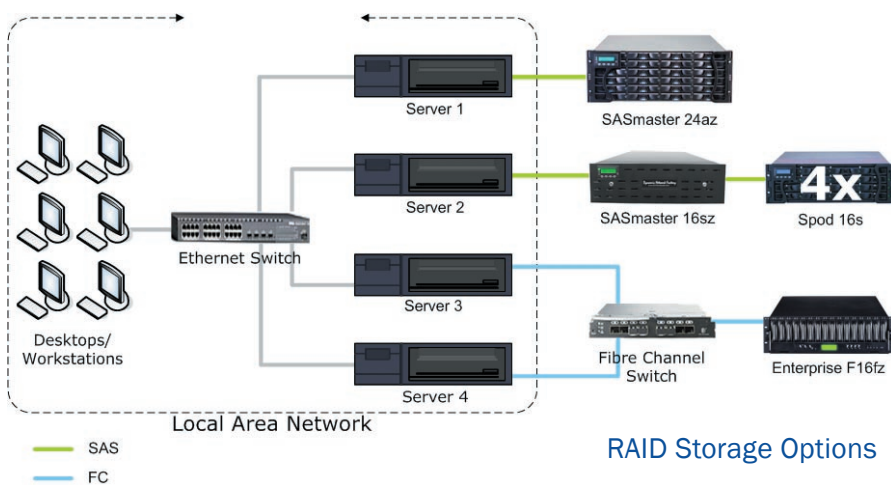 Server 1
SASmaster 24az
Server 2
SASmaster 16sz
4x
Spod 16s
Ethernet Switch
Server 3
Desktops/
Workstations
Fibre Channel
Switch
Enterprise F16fz
Server 4
Local Area Network
SAS
FC
RAID Storage Options